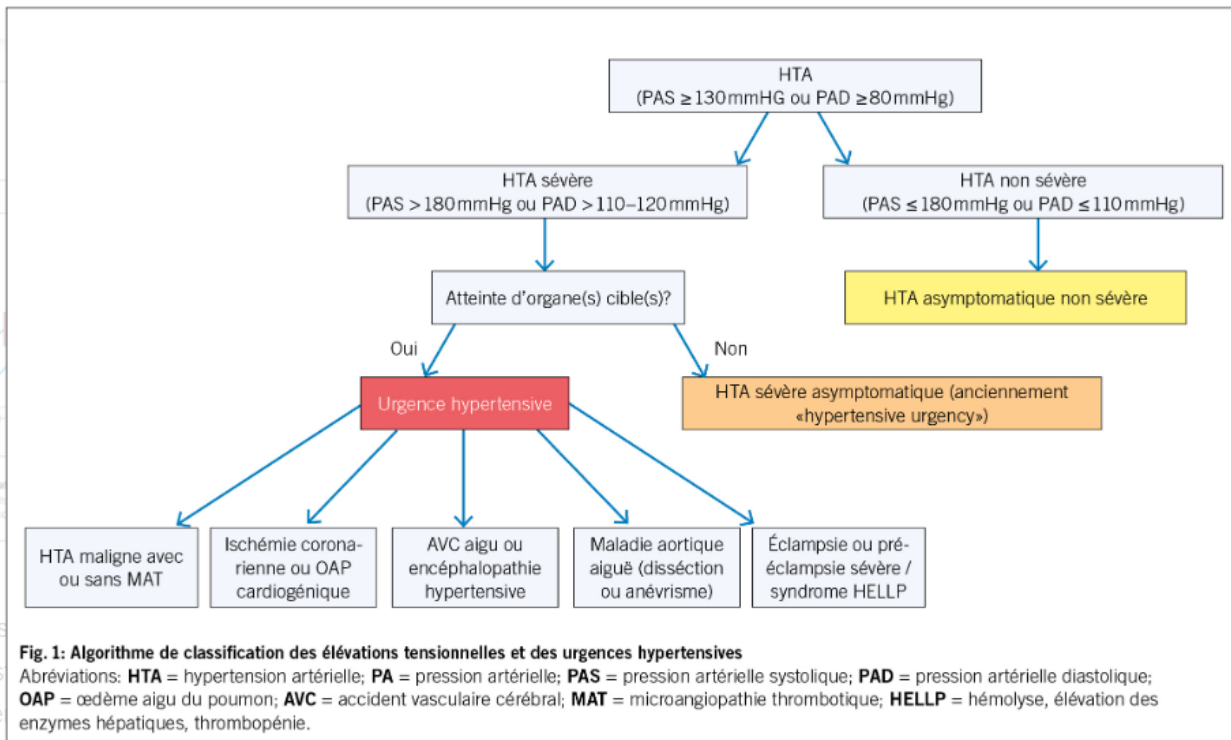 HTA
(PAS ≥ 130 mmHG ou PAD ≥ 80 mmHg)
HTA sévère
(PAS > 180 mmHg ou PAD > 110–120 mmHg)
HTA non sévère
(PAS ≤ 180 mmHg ou PAD ≤ 110 mmHg)
Atteinte d'organe(s) cible(s)?
HTA asymptomatique non sévère
Oui
Non
Urgence hypertensive
HTA sévère asymptomatique (anciennement
«hypertensive urgency»)
HTA maligne avec
ou sans MAT
Ischémie corona-
rienne ou OAP
cardiogénique
AVC aigu ou
encéphalopathie
hypertensive
Maladie aortique
aiguë (disséction
ou anévrisme)
Éclampsie ou pré-
éclampsie sévère /
syndrome HELLP
Fig. 1: Algorithme de classification des élévations tensionnelles et des urgences hypertensives
Abréviations: HTA = hypertension artérielle; PA = pression artérielle; PAS = pression artérielle systolique; PAD = pression artérielle diastolique;
OAP = œdème aigu du poumon; AVC = accident vasculaire cérébral; MAT = microangiopathie thrombotique; HELLP = hémolyse, élévation des
enzymes hépatiques, thrombopénie.